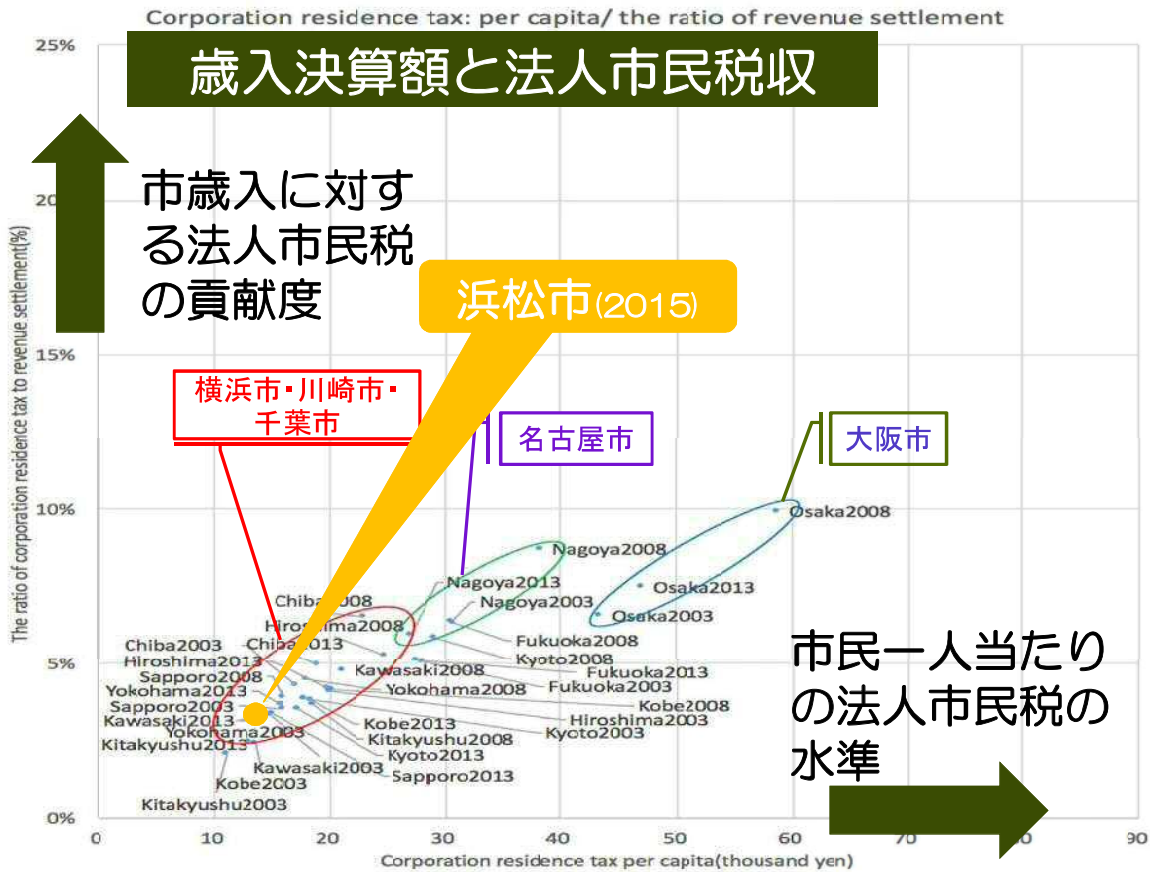 Corporation residence tax: per capita/ the ratio of revenue settlement
25%
歳入決算額と法人市民税収
市歳入に対す
る法人市民税
の貢献度
20
浜松市(2015)
15%
横浜市・川崎市・
千葉市
名古屋市
大阪市
10%
Osaka2008
Nagoya2008
Nagoya2013
Osaka2013
Chiba2008
Nagoya2003
Osaka2003
Hiroshima2008
Fukuoka2008
Chiba2003
Chiba2013
Kyoto2008
5%
Hiroshima2013
Kawasaki2008
Fukuoka2013
Sapporo2008
Yokohama2008
Fukuoka2003
Yokohama2013
Kobe2008
Sapporo2003
Hiroshima2003
Kawasaki2013
Kobe2013
Yokohama2003
Kyoto2003
Kitakyushu2013
Kitakyushu2008
Kyoto2013
Kawasaki2003
Sapporo2013
Kobe2003
Kitakyushu2003
市民一人当たり
の法人市民税の
水準
0%
0 10 20 30 40 50 60 70 80 90
Corporation residence tax per capita(thousand yen)
The ratio of corporation residence tax to revenue settlement(%)